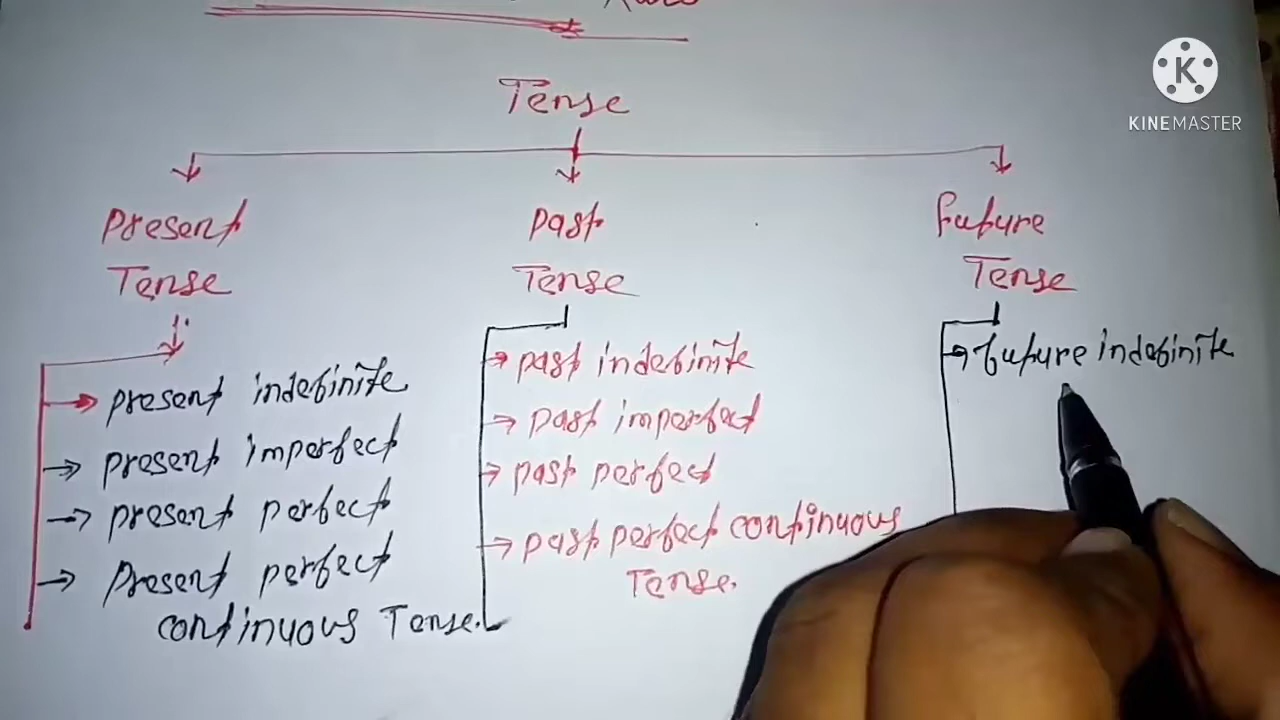 Tense
Present
Tense
present indefinite
present imperfect
present perfect
present perfect
continuous Tense.
past
Tense
past indefinite
past imperfect
past perfect
past perfect continuous
Tense.
future
Tense
future indefinite
K
KINEMASTER